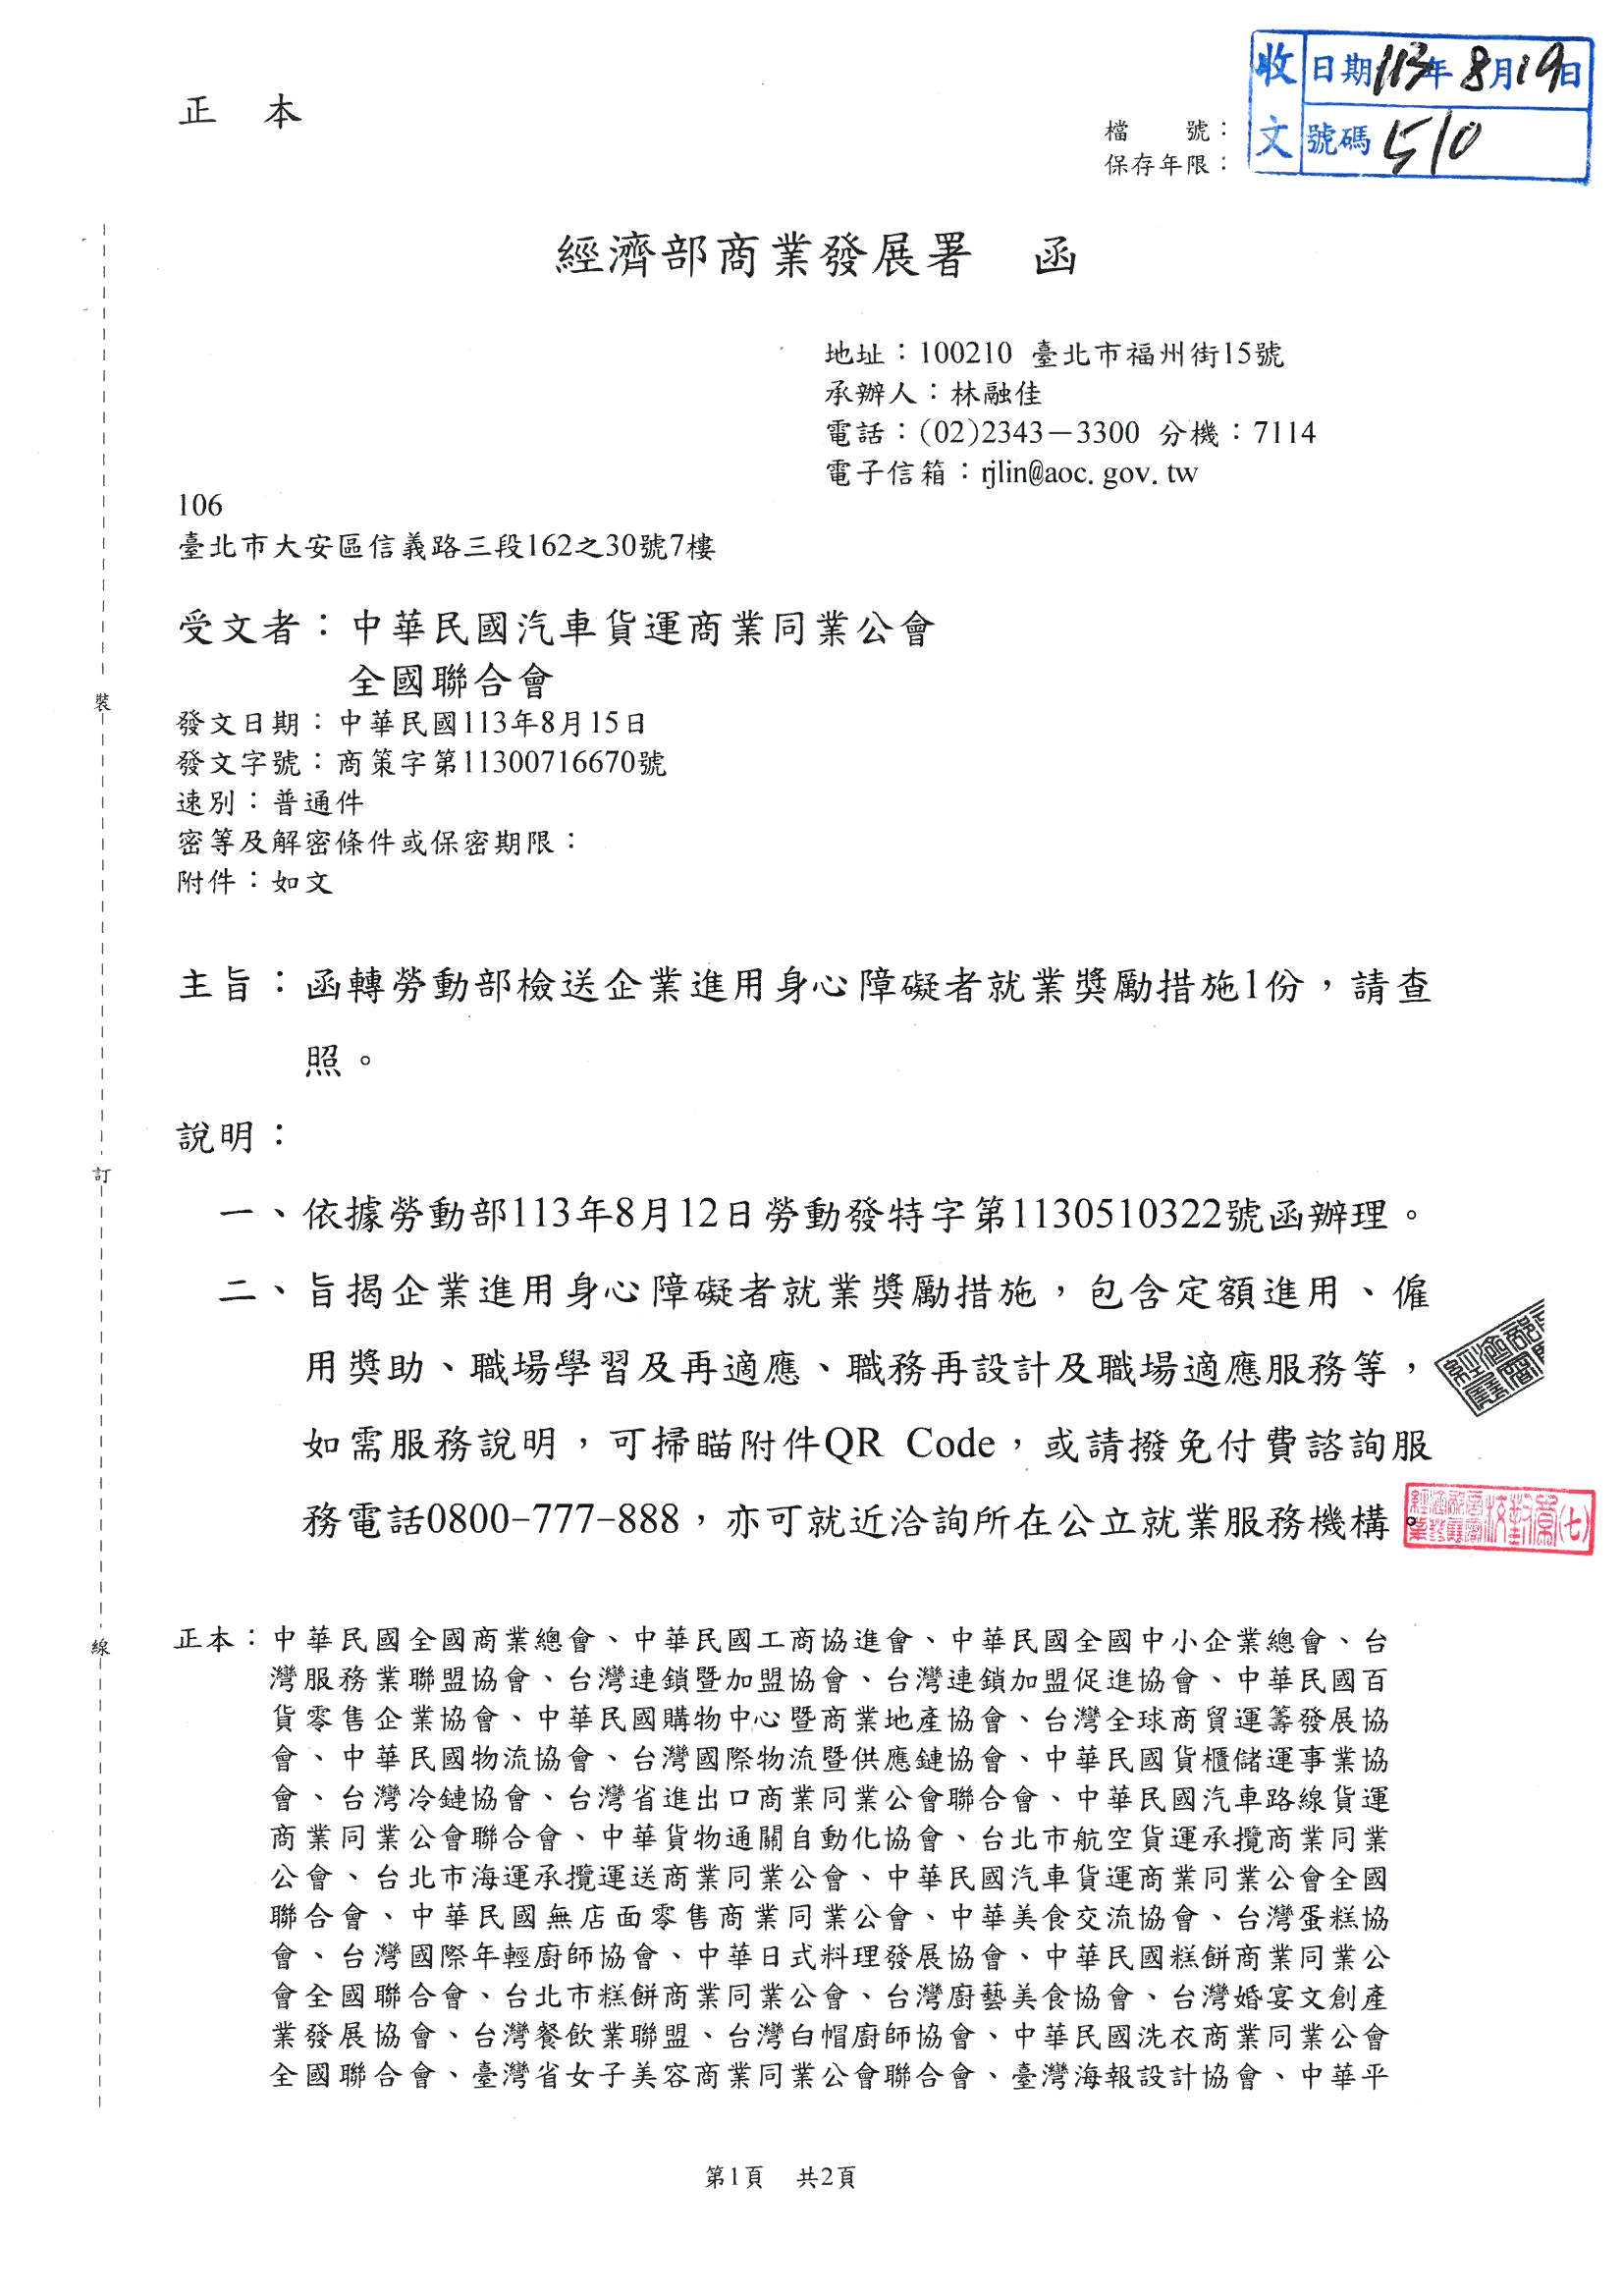 正本
收文 日期 113年8月19日
號碼 510
檔　　號：
保存年限：
經濟部商業發展署　函
地址：100210 臺北市福州街15號
承辦人：林融佳
電話：(02)2343－3300 分機：7114
電子信箱：rjlin@aoc.gov.tw
106
臺北市大安區信義路三段162之30號7樓
受文者：中華民國汽車貨運商業同業公會
全國聯合會
發文日期：中華民國113年8月15日
發文字號：商策字第11300716670號
速別：普通件
密等及解密條件或保密期限：
附件：如文
主旨：函轉勞動部檢送企業進用身心障礙者就業獎勵措施1份，請查
照。
說明：
一、依據勞動部113年8月12日勞動發特字第1130510322號函辦理。
二、旨揭企業進用身心障礙者就業獎勵措施，包含定額進用、僱
用獎助、職場學習及再適應、職務再設計及職場適應服務等，
如需服務說明，可掃瞄附件QR Code，或請撥免付費諮詢服
務電話0800-777-888，亦可就近洽詢所在公立就業服務機構。
正本：中華民國全國商業總會、中華民國工商協進會、中華民國全國中小企業總會、台
灣服務業聯盟協會、台灣連鎖暨加盟協會、台灣連鎖加盟促進協會、中華民國百
貨零售企業協會、中華民國購物中心暨商業地產協會、台灣全球商貿運籌發展協
會、中華民國物流協會、台灣國際物流暨供應鏈協會、中華民國貨櫃儲運事業協
會、台灣冷鏈協會、台灣省進出口商業同業公會聯合會、中華民國汽車路線貨運
商業同業公會聯合會、中華貨物通關自動化協會、台北市航空貨運承攬商業同業
公會、台北市海運承攬運送商業同業公會、中華民國汽車貨運商業同業公會全國
聯合會、中華民國無店面零售商業同業公會、中華美食交流協會、台灣蛋糕協
會、台灣國際年輕廚師協會、中華日式料理發展協會、中華民國糕餅商業同業公
會全國聯合會、台北市糕餅商業同業公會、台灣廚藝美食協會、台灣婚宴文創產
業發展協會、台灣餐飲業聯盟、台灣白帽廚師協會、中華民國洗衣商業同業公會
全國聯合會、臺灣省女子美容商業同業公會聯合會、臺灣海報設計協會、中華平
裝
訂
線
第1頁　共2頁